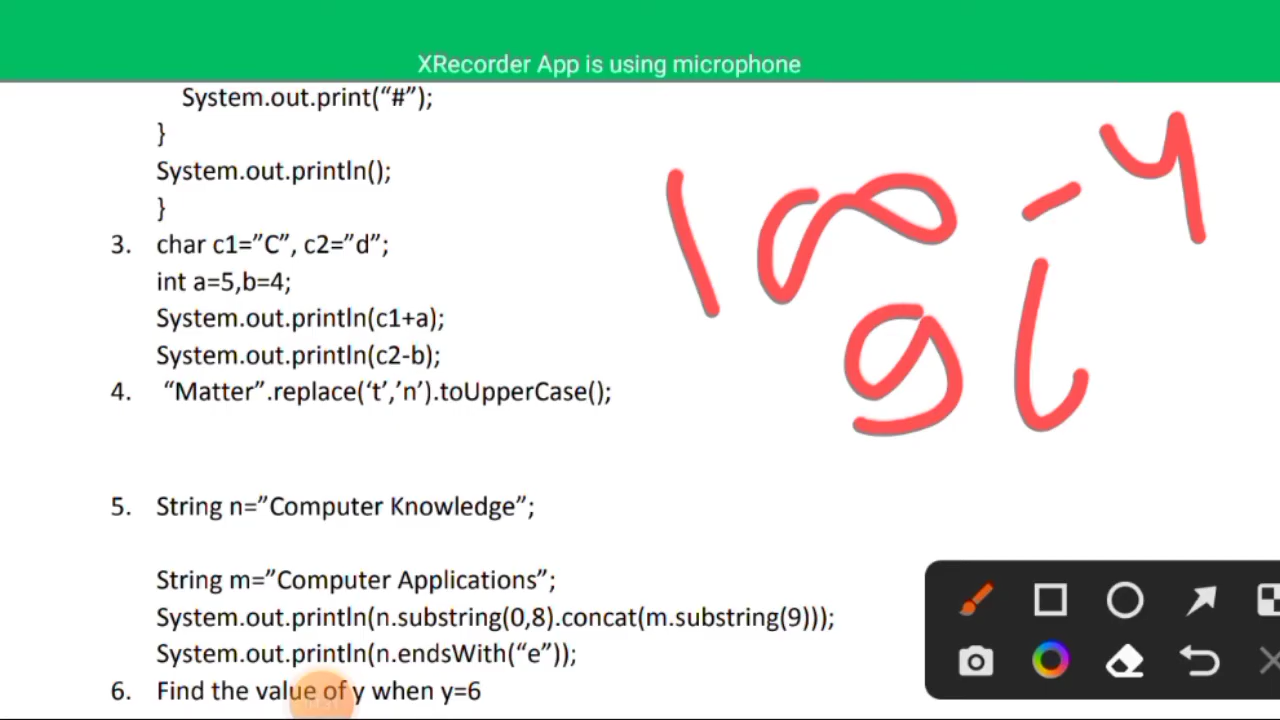 XRecorder App is using microphone
System.out.print(“#”);
}
System.out.println();
}
3. char c1=”C”, c2=”d”;
int a=5,b=4;
System.out.println(c1+a);
System.out.println(c2-b);
4. “Matter”.replace(‘t’,’n’).toUpperCase();
100 - 4
96
5. String n=”Computer Knowledge”;
String m=”Computer Applications”;
System.out.println(n.substring(0,8).concat(m.substring(9)));
System.out.println(n.endsWith(“e”));
6. Find the value of y when y=6